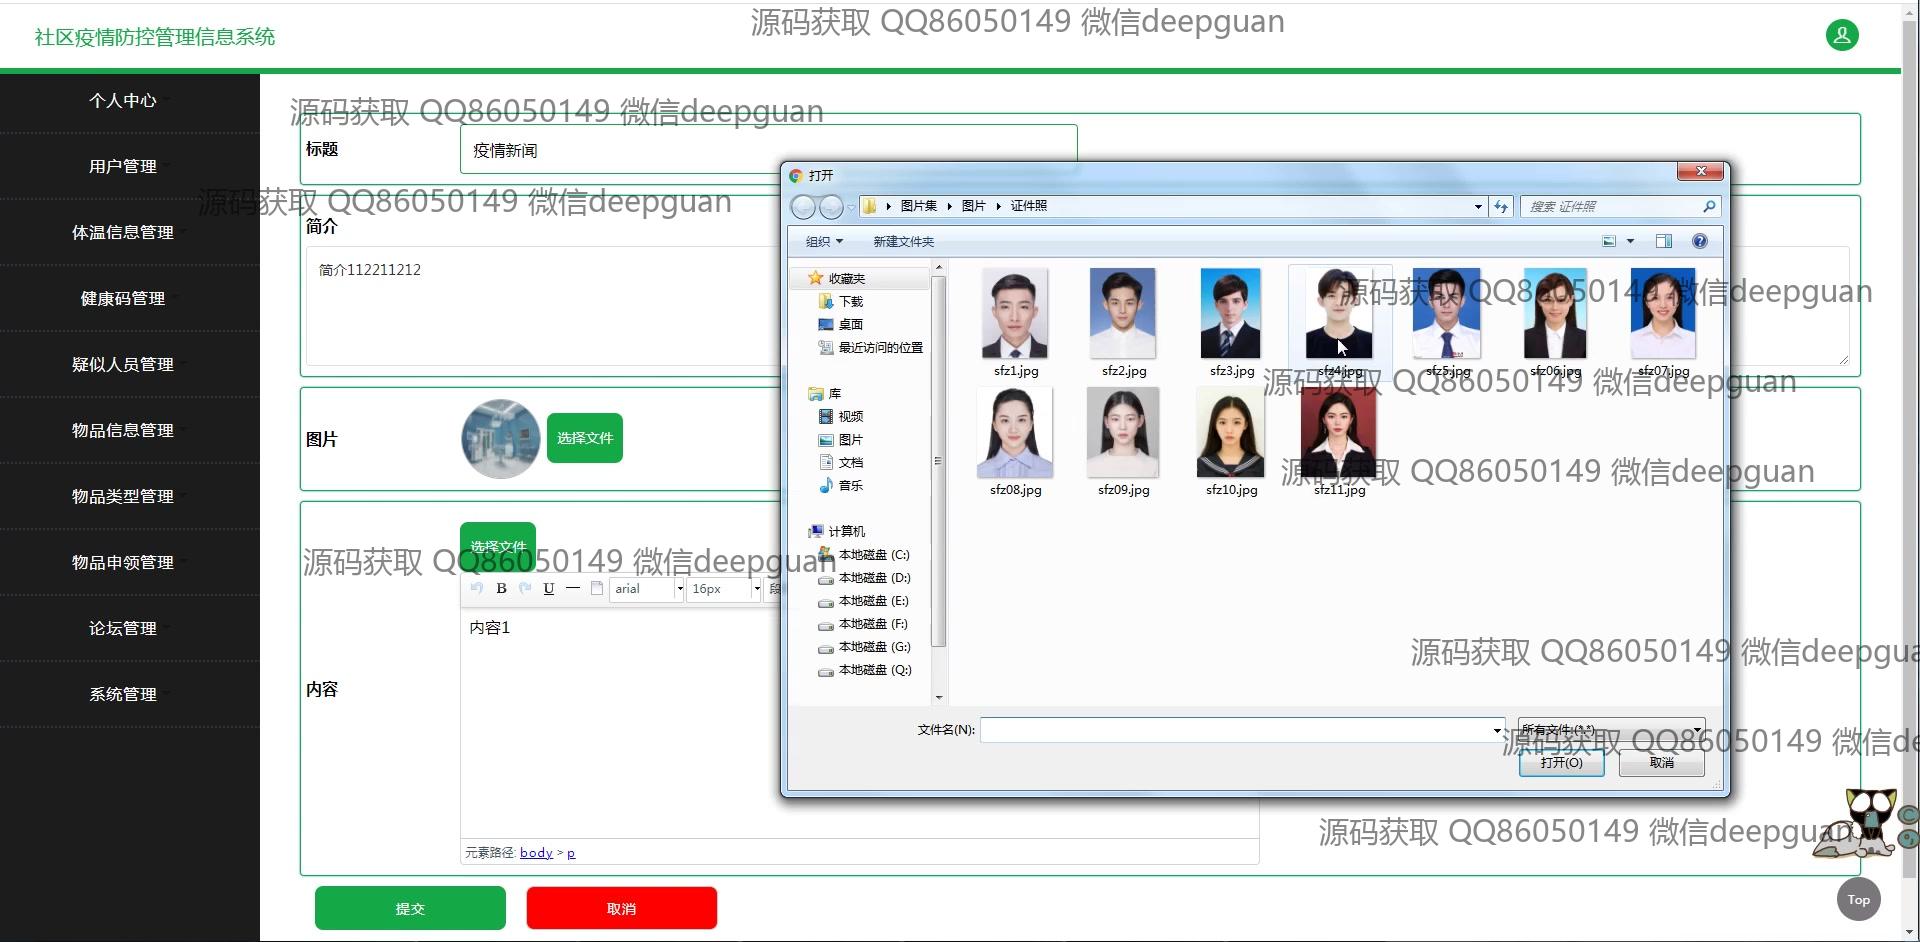 源码获取 QQ86050149 微信deepguan
社区疫情防控管理信息系统
个人中心
用户管理
体温信息管理
健康码管理
疑似人员管理
物品信息管理
物品类型管理
物品申领管理
论坛管理
系统管理
源码获取 QQ86050149 微信deepguan
标题
疫情新闻
源码获取 QQ86050149 微信deepguan
简介
简介112211212
图片
选择文件
选择文件
源码获取 QQ86050149 微信deepguan
B U arial 16px 段
内容1
内容
元素路径: body > p
提交
取消
打开
图片集 图片 证件照
搜索 证件照
组织
新建文件夹
收藏夹
下载
桌面
最近访问的位置
库
视频
图片
文档
音乐
计算机
本地磁盘 (C:)
本地磁盘 (D:)
本地磁盘 (E:)
本地磁盘 (F:)
本地磁盘 (G:)
本地磁盘 (Q:)
源码获取 QQ86050149 微信deepguan
sfz1.jpg sfz2.jpg sfz3.jpg sfz4.jpg sfz5.jpg sfz06.jpg sfz07.jpg
源码获取 QQ86050149 微信deepguan
源码获取 QQ86050149 微信deepguan
sfz08.jpg sfz09.jpg sfz10.jpg sfz11.jpg
源码获取 QQ86050149 微信deepgua
文件名(N):
所有文件 (*.*)
源码获取 QQ86050149 微信de
打开(O)
取消
源码获取 QQ86050149 微信deepguan
Top